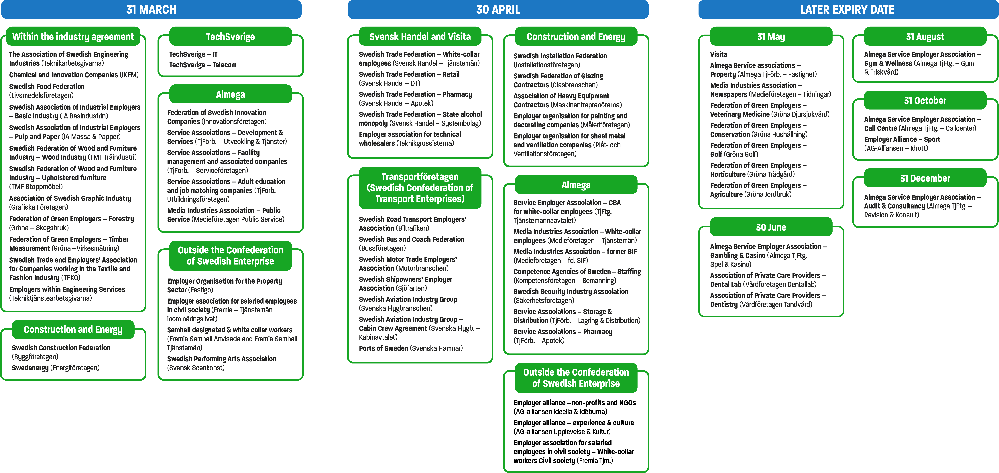 31 MARCH
Within the industry agreement
The Association of Swedish Engineering
Industries (Teknikarbetsgivarna)
Chemical and Innovation Companies (IKEM)
Swedish Food Federation
(Livsmedelsföretagen)
Swedish Association of Industrial Employers
– Basic Industry (IA Basindustrin)
Swedish Association of Industrial Employers
– Pulp and Paper (IA Massa & Papper)
Swedish Federation of Wood and Furniture
Industry – Wood Industry (TMF Träindustri)
Swedish Federation of Wood and Furniture
Industry – Upholstered furniture
(TMF Stoppmöbel)
Association of Swedish Graphic Industry
(Grafiska Företagen)
Federation of Green Employers – Forestry
(Gröna – Skogsbruk)
Federation of Green Employers – Timber
Measurement (Gröna – Virkesmätning)
Swedish Trade and Employers’ Association
for Companies working in the Textile and
Fashion Industry (TEKO)
Employers within Engineering Services
(Tekniktjänstearbetsgivarna)
Construction and Energy
Swedish Construction Federation
(Byggföretagen)
Swedenergy (Energiföretagen)
TechSverige
TechSverige – IT
TechSverige – Telecom
Almega
Federation of Swedish Innovation
Companies (Innovationsföretagen)
Service Associations – Development &
Services (TjFörb. – Utveckling & Tjänster)
Service Associations – Facility
management and associated companies
(TjFörb. – Serviceföretagen)
Service Associations – Adult education
and job matching companies (TjFörb. –
Utbildningsföretagen)
Media Industries Association – Public
Service (Medieföretagen Public Service)
Outside the Confederation
of Swedish Enterprise
Employer Organisation for the Property
Sector (Fastigo)
Employer association for salaried employees
in civil society (Fremia – Tjänstemän
inom näringslivet)
Samhall designated & white collar workers
(Fremia Samhall Anvisade and Fremia Samhall
Tjänstemän)
Swedish Performing Arts Association
(Svensk Scenkonst)
30 APRIL
Svensk Handel and Visita
Swedish Trade Federation – White-collar
employees (Svensk Handel – Tjänstemän)
Swedish Trade Federation – Retail
(Svensk Handel – DT)
Swedish Trade Federation – Pharmacy
(Svensk Handel – Apotek)
Swedish Trade Federation – State alcohol
monopoly (Svensk Handel – Systembolag)
Employer association for technical
wholesalers (Teknikgrossisterna)
Transportföretagen
(Swedish Confederation of
Transport Enterprises)
Swedish Road Transport Employers’
Association (Biltrafiken)
Swedish Bus and Coach Federation
(Bussföretagen)
Swedish Motor Trade Employers’
Association (Motorbranschen)
Swedish Shipowners’ Employer
Association (Sjöfarten)
Swedish Aviation Industry Group
(Svenska Flygbranschen)
Swedish Aviation Industry Group –
Cabin Crew Agreement (Svenska Flygb. –
Kabinavtalet)
Ports of Sweden (Svenska Hamnar)
Construction and Energy
Swedish Installation Federation
(Installationsföretagen)
Swedish Federation of Glazing
Contractors (Glasbranschen)
Association of Heavy Equipment
Contractors (Maskinentreprenörerna)
Employer organisation for painting and
decorating companies (Måleriföretagen)
Employer organisation for sheet metal
and ventilation companies (Plåt- och
Ventilationsföretagen)
Almega
Service Employer Association – CBA
for white-collar employees (TjFtg. –
Tjänstemannaavtalet)
Media Industries Association – White-collar
employees (Medieföretagen – Tjänstemän)
Media Industries Association – former SIF
(Medieföretagen – fd. SIF)
Competence Agencies of Sweden – Staffing
(Kompetensföretagen – Bemanning)
Swedish Security Industry Association
(Säkerhetsföretagen)
Service Associations – Storage &
Distribution (TjFörb. – Lagring & Distribution)
Service Associations – Pharmacy
(TjFörb. – Apotek)
Outside the Confederation
of Swedish Enterprise
Employer alliance – non-profits and NGOs
(AG-alliansen Ideella & Idéburna)
Employer alliance – experience & culture
(AG-alliansen Upplevelse & Kultur)
Employer association for salaried
employees in civil society – White-collar
workers Civil society (Fremia Tjm.)
LATER EXPIRY DATE
31 May
Visita
Almega Service associations –
Property (Almega TjFörb. – Fastighet)
Media Industries Association –
Newspapers (Medieföretagen – Tidningar)
Federation of Green Employers –
Veterinary Medicine (Gröna Djursjukvård)
Federation of Green Employers –
Conservation (Gröna Hushållning)
Federation of Green Employers –
Golf (Gröna Golf)
Federation of Green Employers –
Horticulture (Gröna Trädgård)
Federation of Green Employers –
Agriculture (Gröna Jordbruk)
30 June
Almega Service Employer Association –
Gambling & Casino (Almega TjFtg. –
Spel & Kasino)
Association of Private Care Providers –
Dental Lab (Vårdföretagen Dentallab)
Association of Private Care Providers –
Dentistry (Vårdföretagen Tandvård)
31 August
Almega Service Employer Association –
Gym & Wellness (Almega TjFtg. – Gym
& Friskvård)
31 October
Almega Service Employer Association –
Call Centre (Almega TjFtg. – Callcenter)
Employer Alliance – Sport
(AG-Alliansen – Idrott)
31 December
Almega Service Employer Association –
Audit & Consultancy (Almega TjFtg. –
Revision & Konsult)